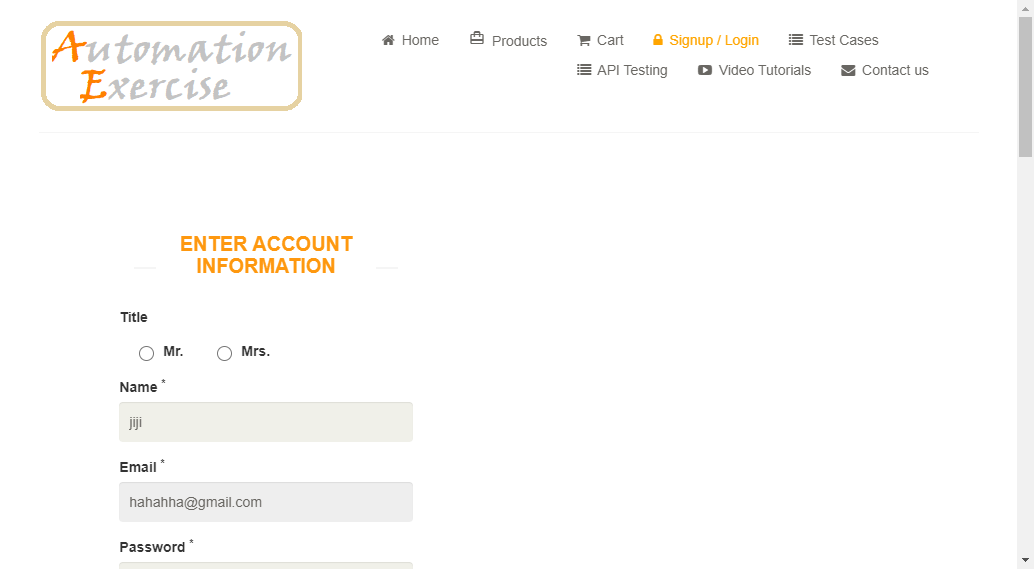 Automation
Exercise
Home
Products
Cart
Signup / Login
Test Cases
API Testing
Video Tutorials
Contact us
ENTER ACCOUNT
INFORMATION
Title
Mr.
Mrs.
Name *
jiji
Email *
hahahha@gmail.com
Password *